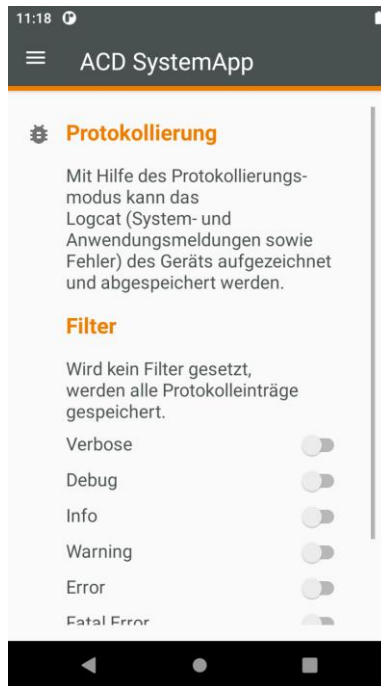 11:18
ACD SystemApp
Protokollierung
Mit Hilfe des Protokollierungs-
modus kann das
Logcat (System- und
Anwendungsmeldungen sowie
Fehler) des Geräts aufgezeichnet
und abgespeichert werden.
Filter
Wird kein Filter gesetzt,
werden alle Protokolleinträge
gespeichert.
Verbose
Debug
Info
Warning
Error
Fatal Error